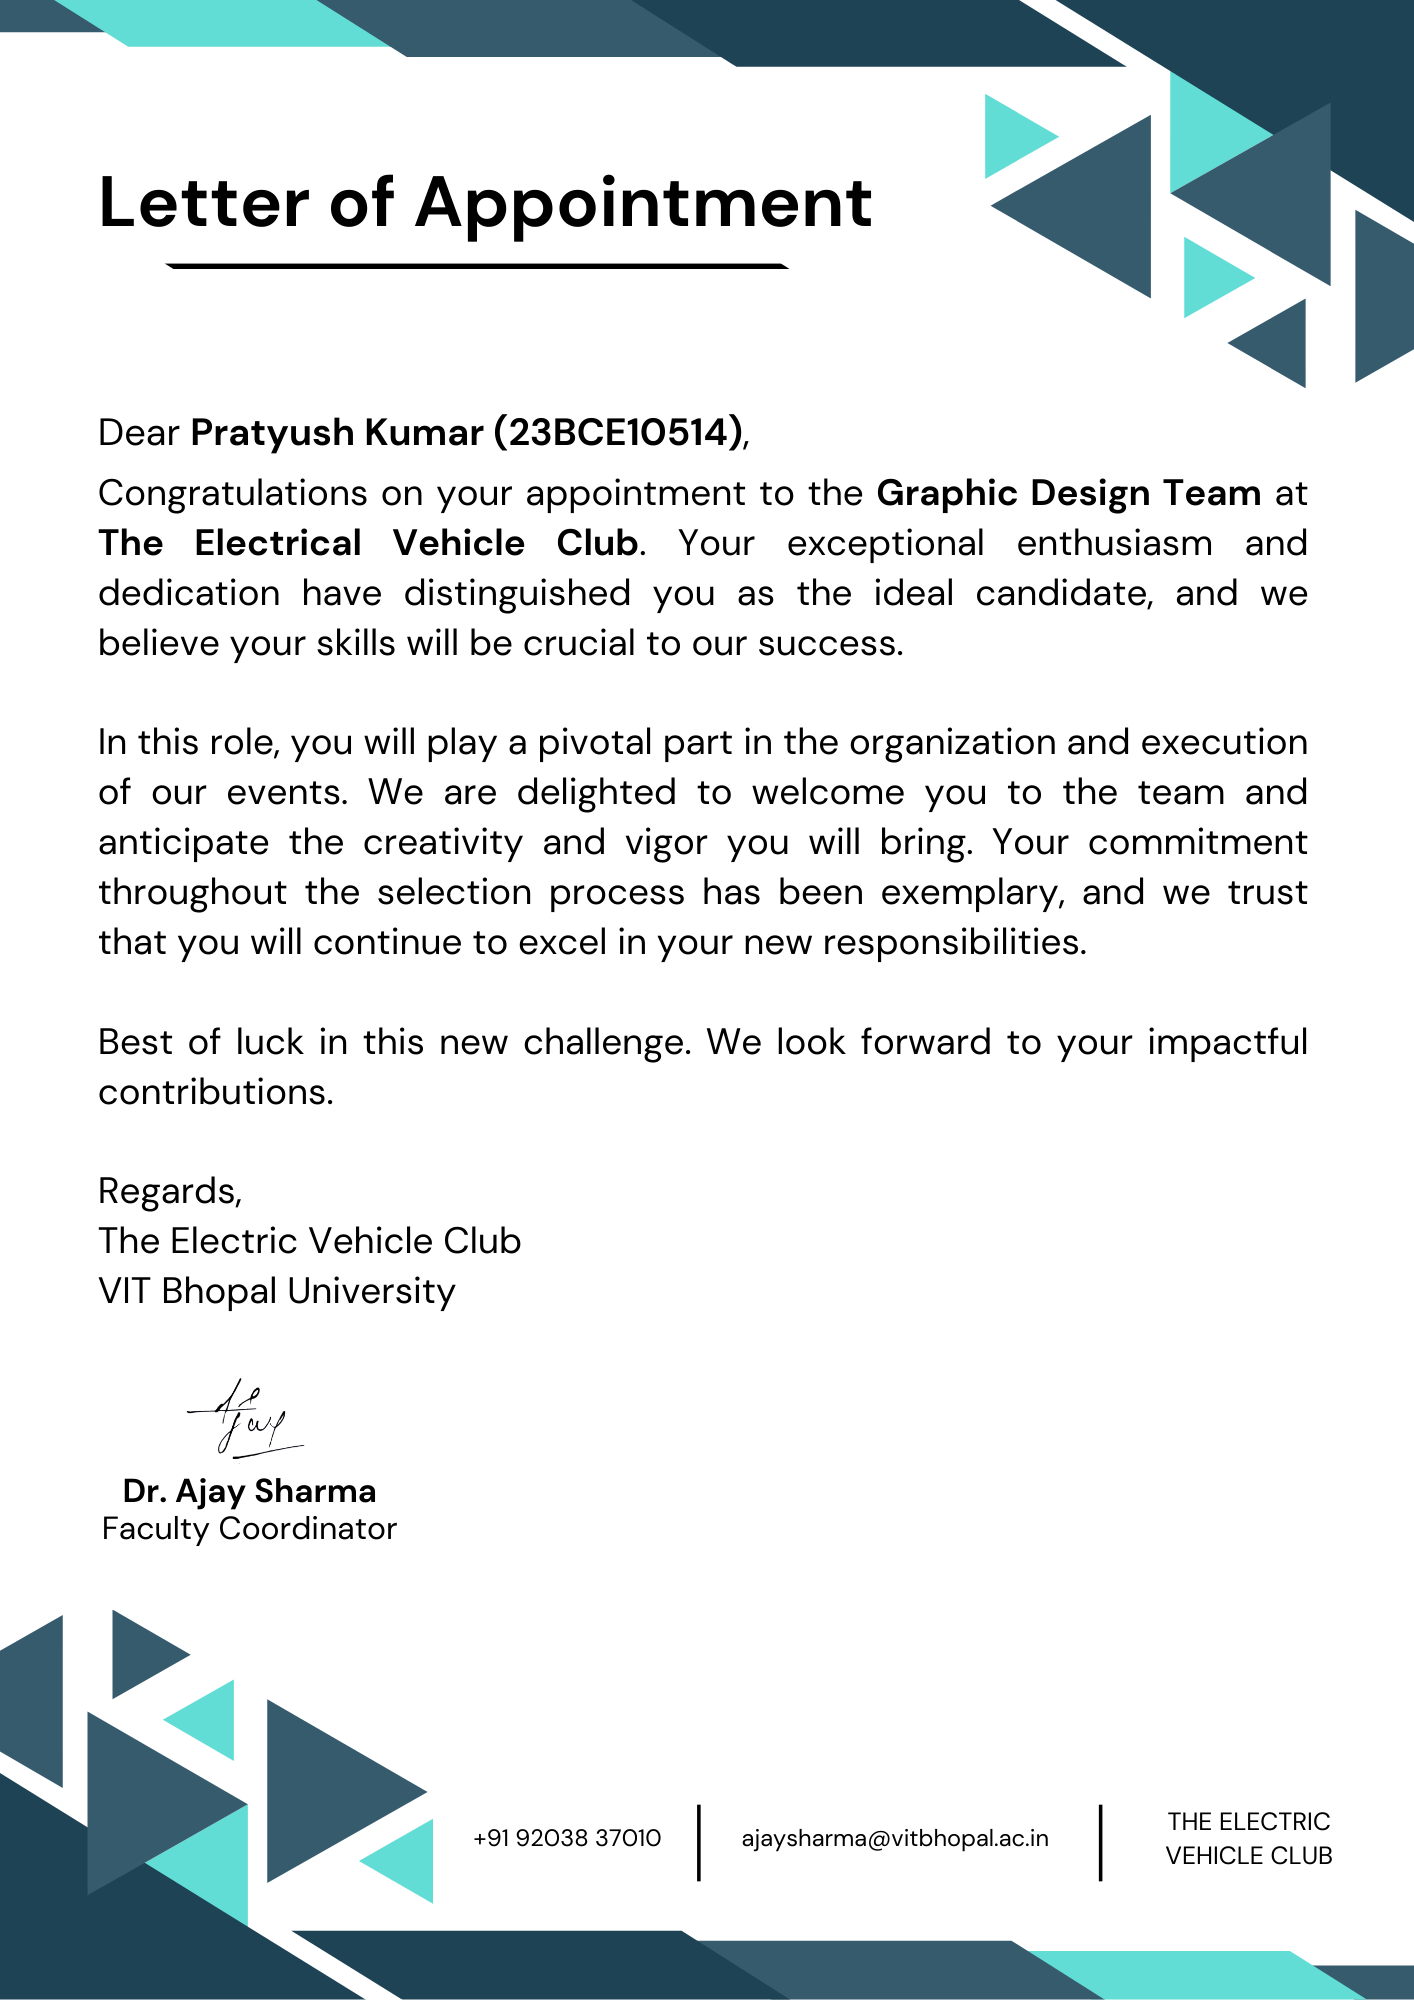 Letter of Appointment
Dear Pratyush Kumar (23BCE10514),
Congratulations on your appointment to the Graphic Design Team at
The Electrical Vehicle Club. Your exceptional enthusiasm and
dedication have distinguished you as the ideal candidate, and we
believe your skills will be crucial to our success.
In this role, you will play a pivotal part in the organization and execution
of our events. We are delighted to welcome you to the team and
anticipate the creativity and vigor you will bring. Your commitment
throughout the selection process has been exemplary, and we trust
that you will continue to excel in your new responsibilities.
Best of luck in this new challenge. We look forward to your impactful
contributions.
Regards,
The Electric Vehicle Club
VIT Bhopal University
Ajay
Dr. Ajay Sharma
Faculty Coordinator
+91 92038 37010
ajaysharma@vitbhopal.ac.in
THE ELECTRIC
VEHICLE CLUB